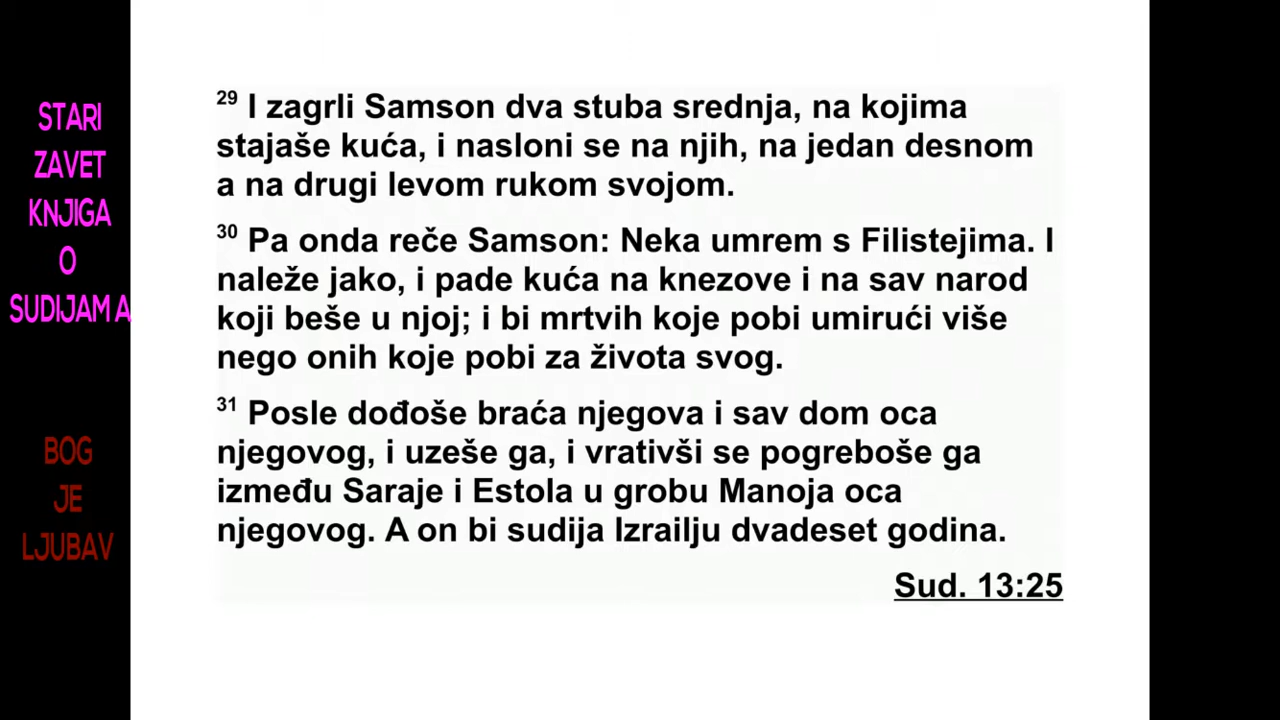 STARI
ZAVET
KNJIGA
O
SUDIJAMA
BOG
JE
LJUBAV
29 I zagrli Samson dva stuba srednja, na kojima
stajaše kuća, i nasloni se na njih, na jedan desnom
a na drugi levom rukom svojom.
30 Pa onda reče Samson: Neka umrem s Filistejima. I
naleže jako, i pade kuća na knezove i na sav narod
koji beše u njoj; i bi mrtvih koje pobi umirući više
nego onih koje pobi za života svog.
31 Posle dođoše braća njegova i sav dom oca
njegovog, i uzeše ga, i vrativši se pogreboše ga
između Saraje i Estola u grobu Manoja oca
njegovog. A on bi sudija Izrailju dvadeset godina.
Sud. 13:25